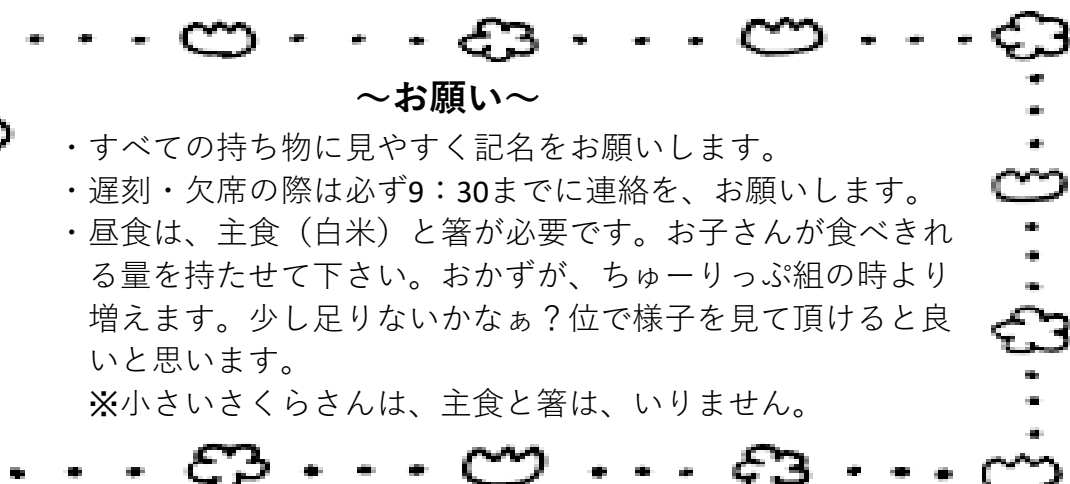 ～お願い～
・すべての持ち物に見やすく記名をお願いします。
・遅刻・欠席の際は必ず9：30までに連絡を、お願いします。
・昼食は、主食（白米）と箸が必要です。お子さんが食べきれ
る量を持たせて下さい。おかずが、ちゅーりっぷ組の時より
増えます。少し足りないかなぁ？位で様子を見て頂けると良
いと思います。
※小さいさくらさんは、主食と箸は、いりません。